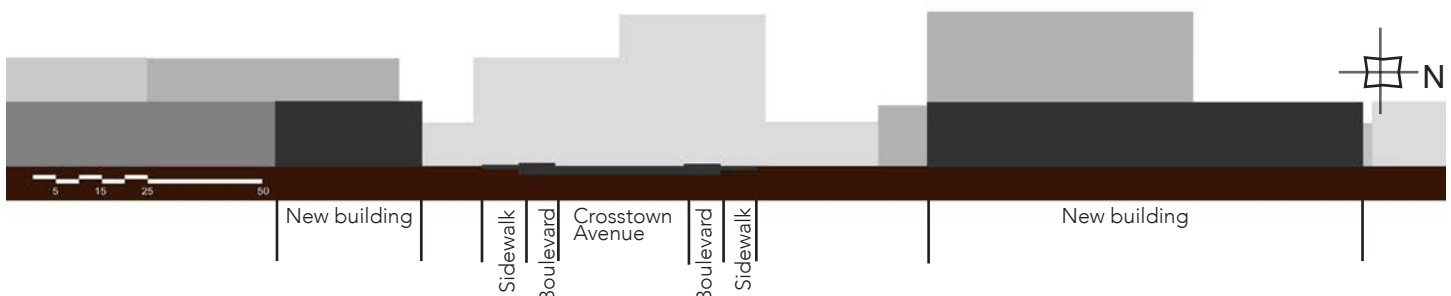 N
5 15 25 50
New building
Sidewalk
Boulevard
Crosstown
Avenue
Boulevard
Sidewalk
New building